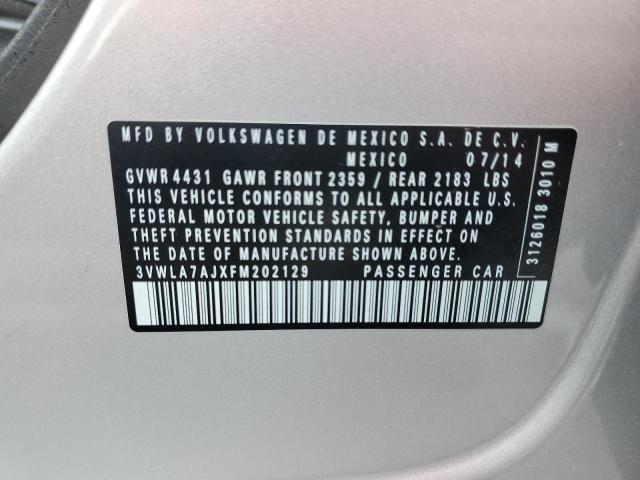 MFD BY VOLKSWAGEN DE MEXICO S.A. DE C.V.
MEXICO 07/14
GVWR 4431 GAWR FRONT 2359 / REAR 2183 LBS
THIS VEHICLE CONFORMS TO ALL APPLICABLE U.S.
FEDERAL MOTOR VEHICLE SAFETY, BUMPER AND
THEFT PREVENTION STANDARDS IN EFFECT ON
THE DATE OF MANUFACTURE SHOWN ABOVE.
3VWLA7AJXFM202129 PASSENGER CAR
3126018 3010 M